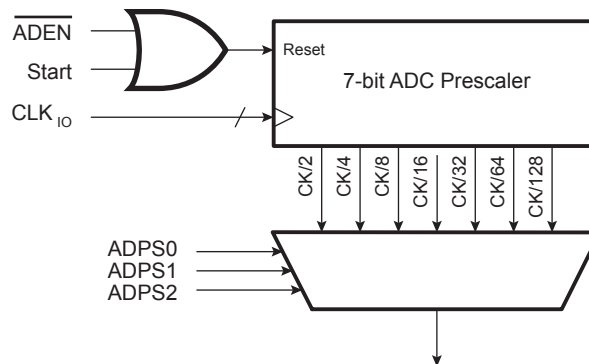 ADEN
Start
CLK IO
Reset
7-bit ADC Prescaler
CK/2
CK/4
CK/8
CK/16
CK/32
CK/64
CK/128
ADPS0
ADPS1
ADPS2